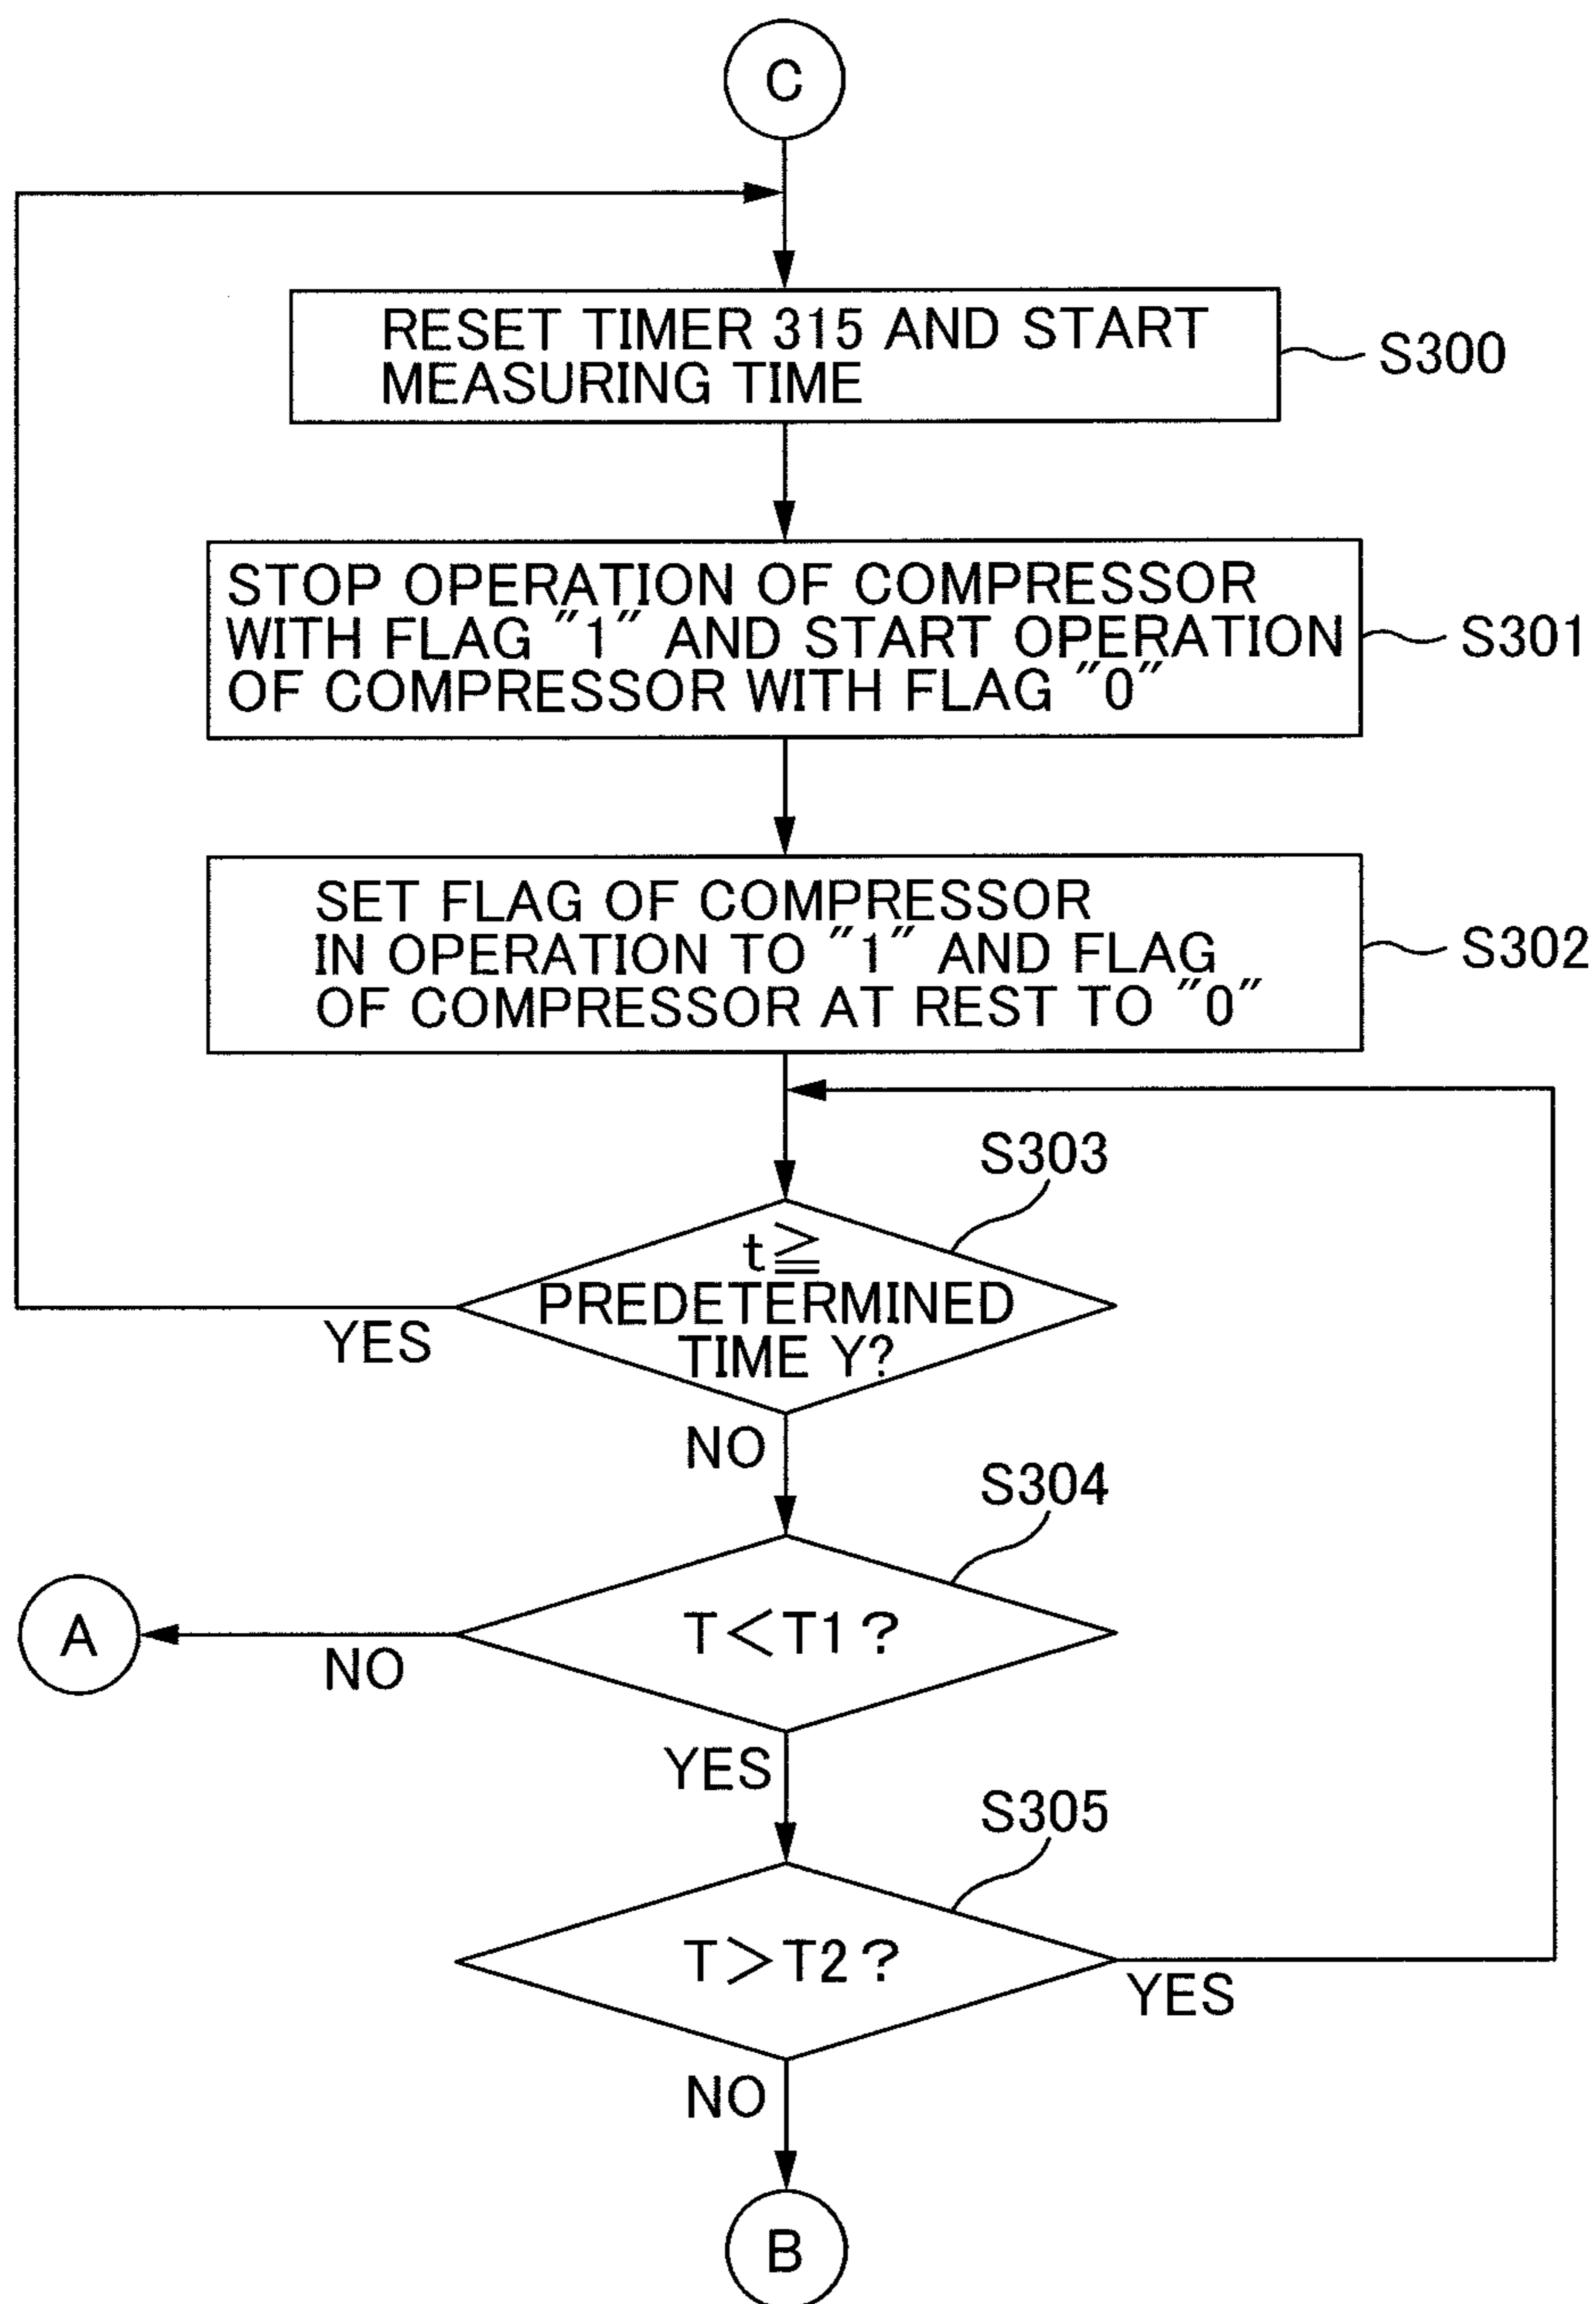 C
RESET TIMER 315 AND START
MEASURING TIME
S300
STOP OPERATION OF COMPRESSOR
WITH FLAG "1" AND START OPERATION
OF COMPRESSOR WITH FLAG "0"
S301
SET FLAG OF COMPRESSOR
IN OPERATION TO "1" AND FLAG
OF COMPRESSOR AT REST TO "0"
S302
S303
t≧
PREDETERMINED
TIME Y?
YES
NO
S304
T<T1?
A
NO
YES
S305
T>T2?
YES
NO
B